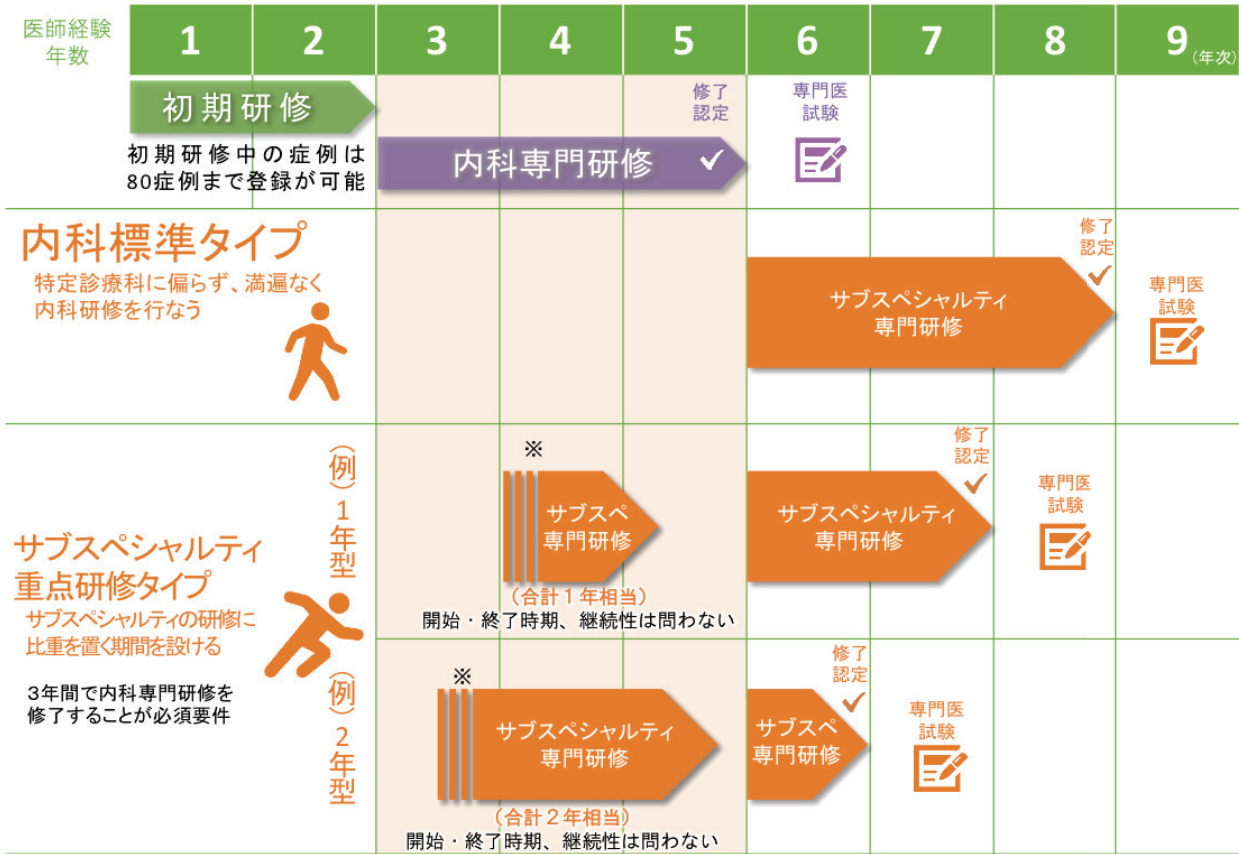 医師経験
年数
1 2 3 4 5 6 7 8 9(年次)
初期研修
初期研修中の症例は
80症例まで登録が可能
修了
認定
内科専門研修
専門医
試験
内科標準タイプ
特定診療科に偏らず、満遍なく
内科研修を行なう
サブスペシャルティ
専門研修
修了
認定
専門医
試験
サブスペシャルティ
重点研修タイプ
サブスペシャルティの研修に
比重を置く期間を設ける
3年間で内科専門研修を
修了することが必須要件
(例)1年型
※
サブスペ
専門研修
(合計1年相当)
開始・終了時期、継続性は問わない
サブスペシャルティ
専門研修
修了
認定
専門医
試験
(例)2年型
※
サブスペシャルティ
専門研修
(合計2年相当)
開始・終了時期、継続性は問わない
サブスペ
専門研修
修了
認定
専門医
試験